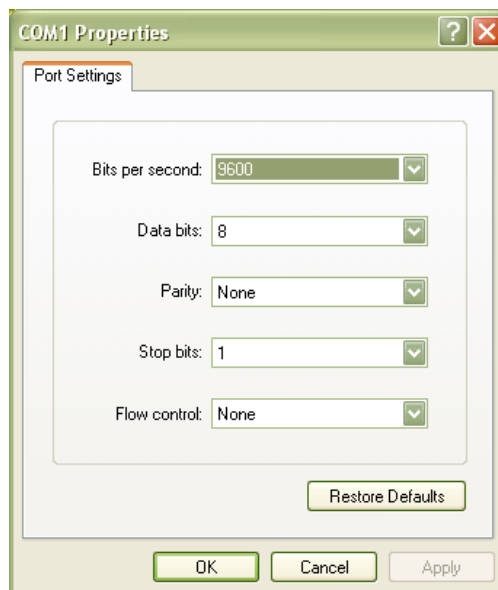 COM1 Properties
Port Settings
Bits per second: 9600
Data bits: 8
Parity: None
Stop bits: 1
Flow control: None
Restore Defaults
OK Cancel Apply